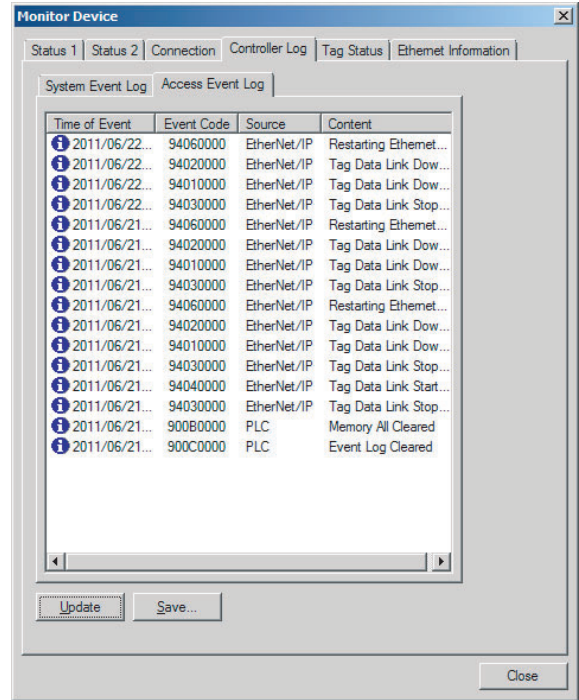 Monitor Device
Status 1 Status 2 Connection Controller Log Tag Status Ethernet Information
System Event Log Access Event Log
Time of Event Event Code Source Content
2011/06/22... 94060000 EtherNet/IP Restarting Ethernet...
2011/06/22... 94020000 EtherNet/IP Tag Data Link Dow...
2011/06/22... 94010000 EtherNet/IP Tag Data Link Dow...
2011/06/22... 94030000 EtherNet/IP Tag Data Link Stop...
2011/06/21... 94060000 EtherNet/IP Restarting Ethernet...
2011/06/21... 94020000 EtherNet/IP Tag Data Link Dow...
2011/06/21... 94010000 EtherNet/IP Tag Data Link Dow...
2011/06/21... 94030000 EtherNet/IP Tag Data Link Stop...
2011/06/21... 94060000 EtherNet/IP Restarting Ethernet...
2011/06/21... 94020000 EtherNet/IP Tag Data Link Dow...
2011/06/21... 94010000 EtherNet/IP Tag Data Link Dow...
2011/06/21... 94030000 EtherNet/IP Tag Data Link Stop...
2011/06/21... 94040000 EtherNet/IP Tag Data Link Start...
2011/06/21... 94030000 EtherNet/IP Tag Data Link Stop...
2011/06/21... 900B0000 PLC Memory All Cleared
2011/06/21... 900C0000 PLC Event Log Cleared
Update Save...
Close